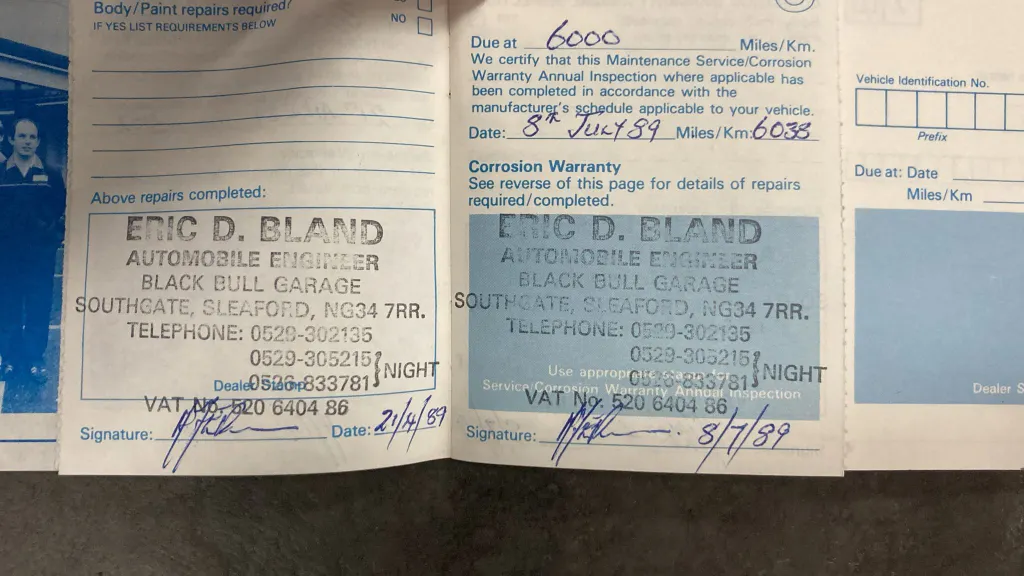 Body/Paint repairs required?
IF YES LIST REQUIREMENTS BELOW
NO
Above repairs completed:
ERIC D. BLAND
AUTOMOBILE ENGINEER
BLACK BULL GARAGE
SOUTHGATE, SLEAFORD, NG34 7RR.
TELEPHONE: 0529-302135
0529-305215
0526-833781
NIGHT
Dealer Stamp
VAT No. 520 6404 86
Signature:
Date: 21/4/89
Due at 6000 Miles/Km.
We certify that this Maintenance Service/Corrosion
Warranty Annual Inspection where applicable has
been completed in accordance with the
manufacturer's schedule applicable to your vehicle.
Date: 8th July 89 Miles/Km: 6038
Corrosion Warranty
See reverse of this page for details of repairs
required/completed.
ERIC D. BLAND
AUTOMOBILE ENGINEER
BLACK BULL GARAGE
SOUTHGATE, SLEAFORD, NG34 7RR.
TELEPHONE: 0529-302135
0529-305215
0526-833781
NIGHT
Use appropriate stamp for
Service/Corrosion Warranty Annual Inspection
VAT No. 520 6404 86
Signature: 8/7/89
Vehicle Identification No.
Prefix
Due at: Date
Miles/Km
Dealer S